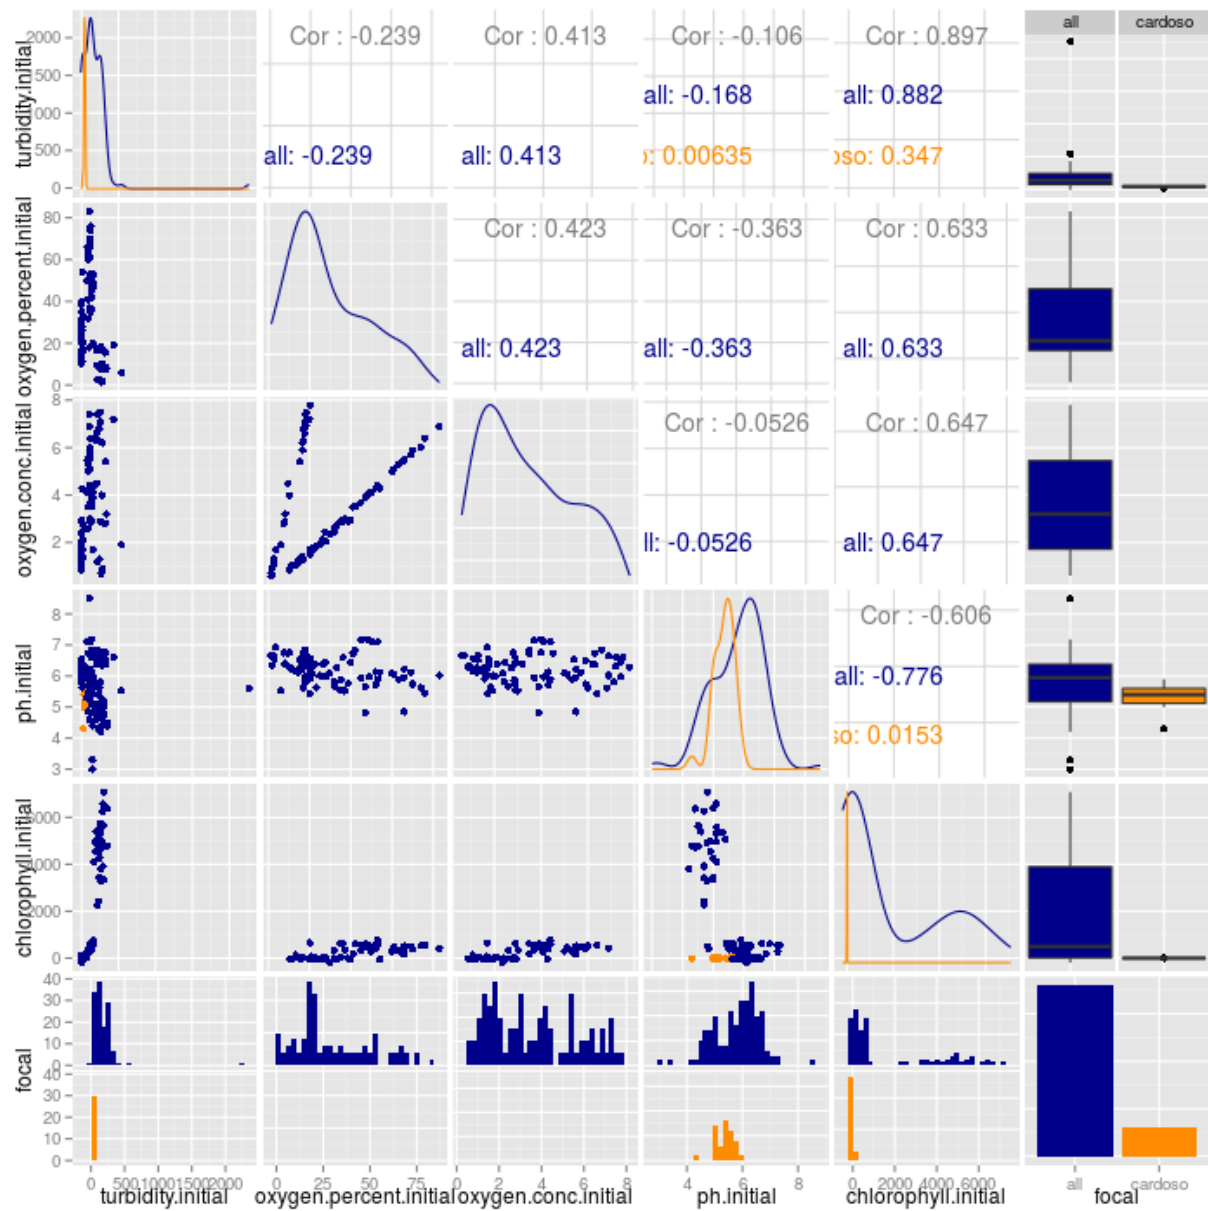 all cardoso
turbidity.initial
2000
1500
1000
500
0
Cor : -0.239
all: -0.239
Cor : 0.413
all: 0.413
Cor : -0.106
all: -0.168
0.00635
Cor : 0.897
all: 0.882
oso: 0.347
oxygen.percent.initial
80
60
40
20
0
Cor : 0.423
all: 0.423
Cor : -0.363
all: -0.363
Cor : 0.633
all: 0.633
oxygen.conc.initial
8
6
4
2
Cor : -0.0526
ll: -0.0526
Cor : 0.647
all: 0.647
ph.initial
8
7
6
5
4
3
Cor : -0.606
all: -0.776
so: 0.0153
chlorophyll.initial
6000
4000
2000
0
focal
40
30
20
10
0
40
30
20
10
0
0 500 1000 1500 2000
turbidity.initial
0 25 50 75
oxygen.percent.initial
0 2 4 6 8
oxygen.conc.initial
4 6 8
ph.initial
0 2000 4000 6000
chlorophyll.initial
all cardoso
focal